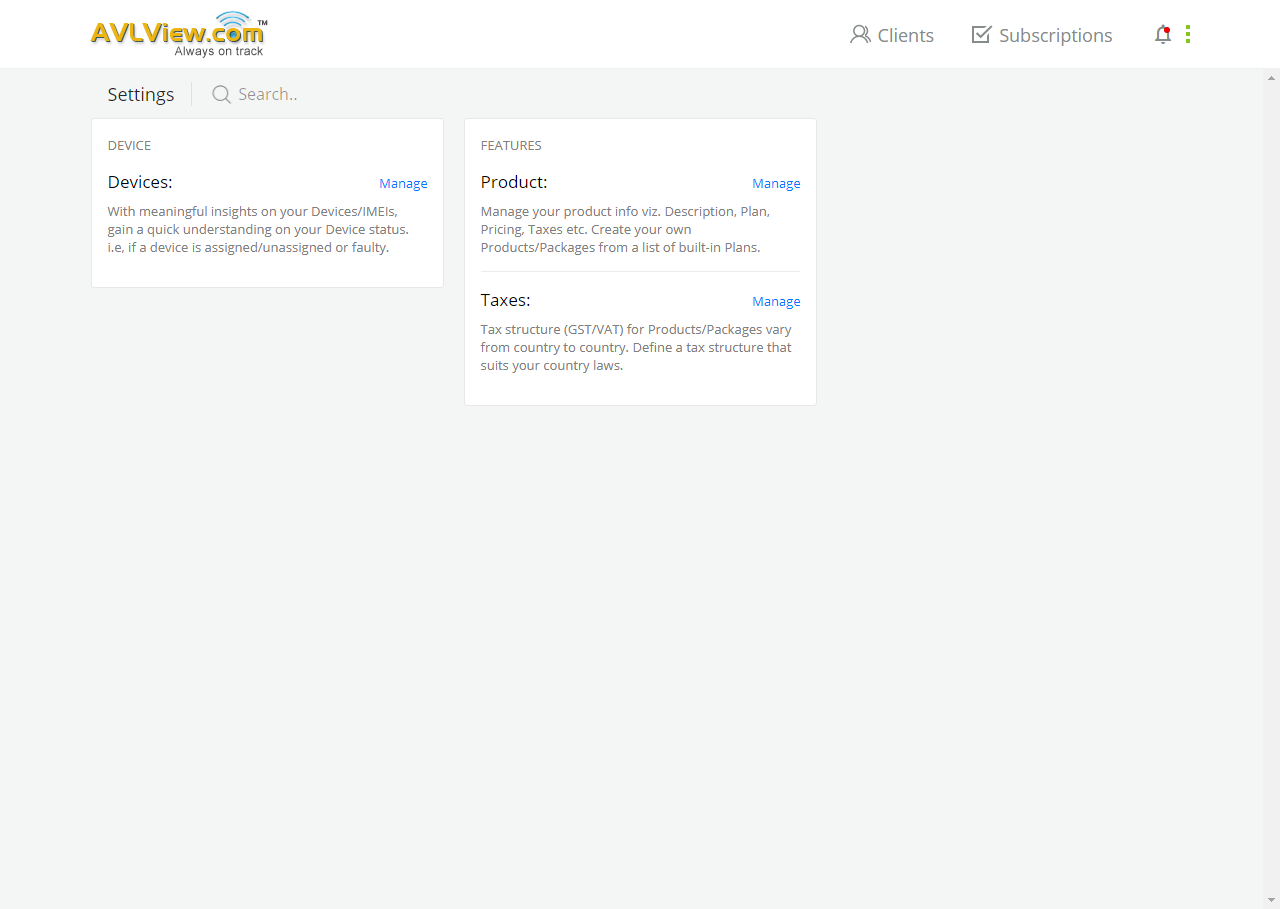 AVLView.com™
Always on track
Clients
Subscriptions
Settings
Search..
DEVICE
Devices:
Manage
With meaningful insights on your Devices/IMEIs,
gain a quick understanding on your Device status.
i.e, if a device is assigned/unassigned or faulty.
FEATURES
Product:
Manage
Manage your product info viz. Description, Plan,
Pricing, Taxes etc. Create your own
Products/Packages from a list of built-in Plans.
Taxes:
Manage
Tax structure (GST/VAT) for Products/Packages vary
from country to country. Define a tax structure that
suits your country laws.